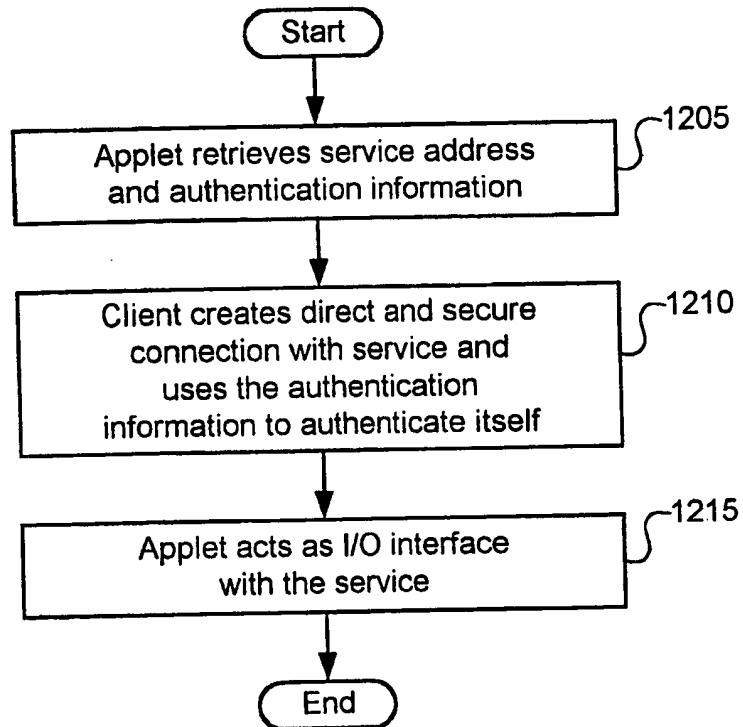 Start
1205
Applet retrieves service address
and authentication information
1210
Client creates direct and secure
connection with service and
uses the authentication
information to authenticate itself
1215
Applet acts as I/O interface
with the service
End